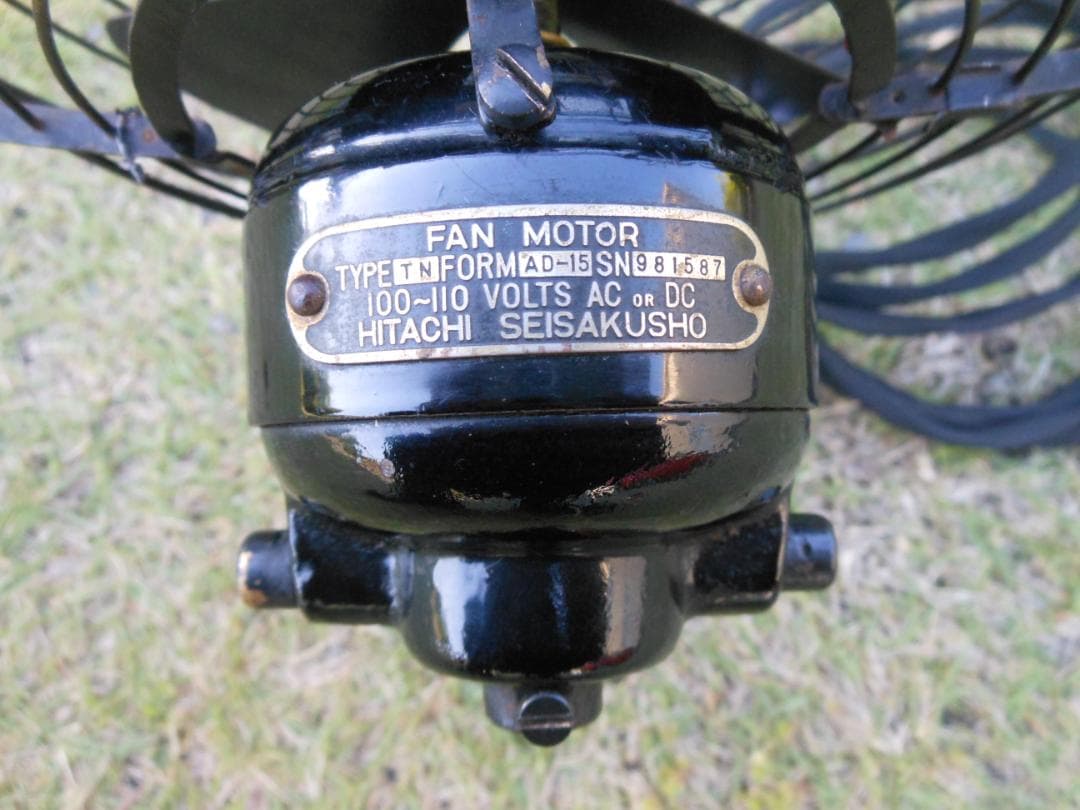 FAN MOTOR
TYPE TN FORM AD-15 SN 981587
100~110 VOLTS AC OR DC
HITACHI SEISAKUSHO